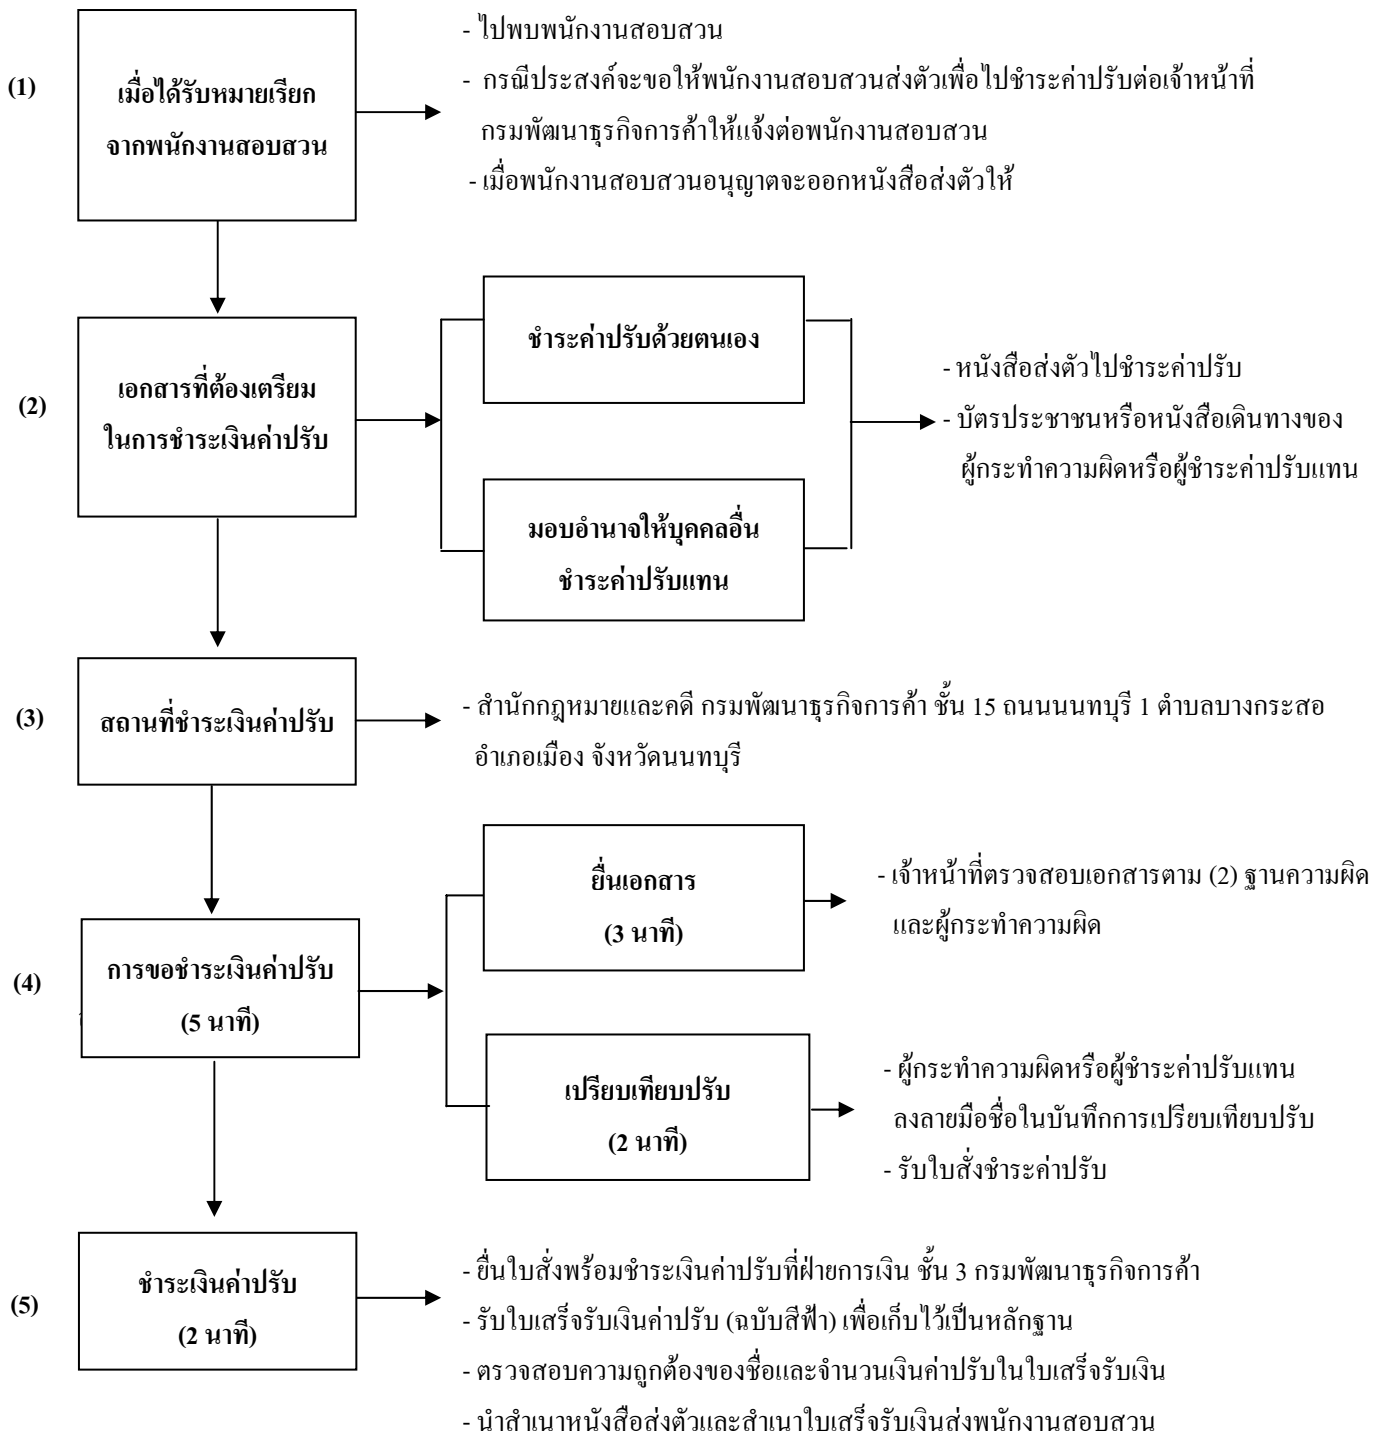 (1)
เมื่อได้รับหมายเรียก
จากพนักงานสอบสวน
- ไปพบพนักงานสอบสวน
- กรณีประสงค์จะขอให้พนักงานสอบสวนส่งตัวเพื่อไปชำระค่าปรับต่อเจ้าหน้าที่
กรมพัฒนาธุรกิจการค้าให้แจ้งต่อพนักงานสอบสวน
- เมื่อพนักงานสอบสวนอนุญาตจะออกหนังสือส่งตัวให้
(2)
เอกสารที่ต้องเตรียม
ในการชำระเงินค่าปรับ
ชำระค่าปรับด้วยตนเอง
มอบอำนาจให้บุคคลอื่น
ชำระค่าปรับแทน
- หนังสือส่งตัวไปชำระค่าปรับ
- บัตรประชาชนหรือหนังสือเดินทางของ
ผู้กระทำความผิดหรือผู้ชำระค่าปรับแทน
(3)
สถานที่ชำระเงินค่าปรับ
- สำนักกฎหมายและคดี กรมพัฒนาธุรกิจการค้า ชั้น 15 ถนนนนทบุรี 1 ตำบลบางกระสอ
อำเภอเมือง จังหวัดนนทบุรี
(4)
การขอชำระเงินค่าปรับ
(5 นาที)
ยื่นเอกสาร
(3 นาที)
- เจ้าหน้าที่ตรวจสอบเอกสารตาม (2) ฐานความผิด
และผู้กระทำความผิด
เปรียบเทียบปรับ
(2 นาที)
- ผู้กระทำความผิดหรือผู้ชำระค่าปรับแทน
ลงลายมือชื่อในบันทึกการเปรียบเทียบปรับ
- รับใบสั่งชำระค่าปรับ
(5)
ชำระเงินค่าปรับ
(2 นาที)
- ยื่นใบสั่งพร้อมชำระเงินค่าปรับที่ฝ่ายการเงิน ชั้น 3 กรมพัฒนาธุรกิจการค้า
- รับใบเสร็จรับเงินค่าปรับ (ฉบับสีฟ้า) เพื่อเก็บไว้เป็นหลักฐาน
- ตรวจสอบความถูกต้องของชื่อและจำนวนเงินค่าปรับในใบเสร็จรับเงิน
- นำสำเนาหนังสือส่งตัวและสำเนาใบเสร็จรับเงินส่งพนักงานสอบสวน